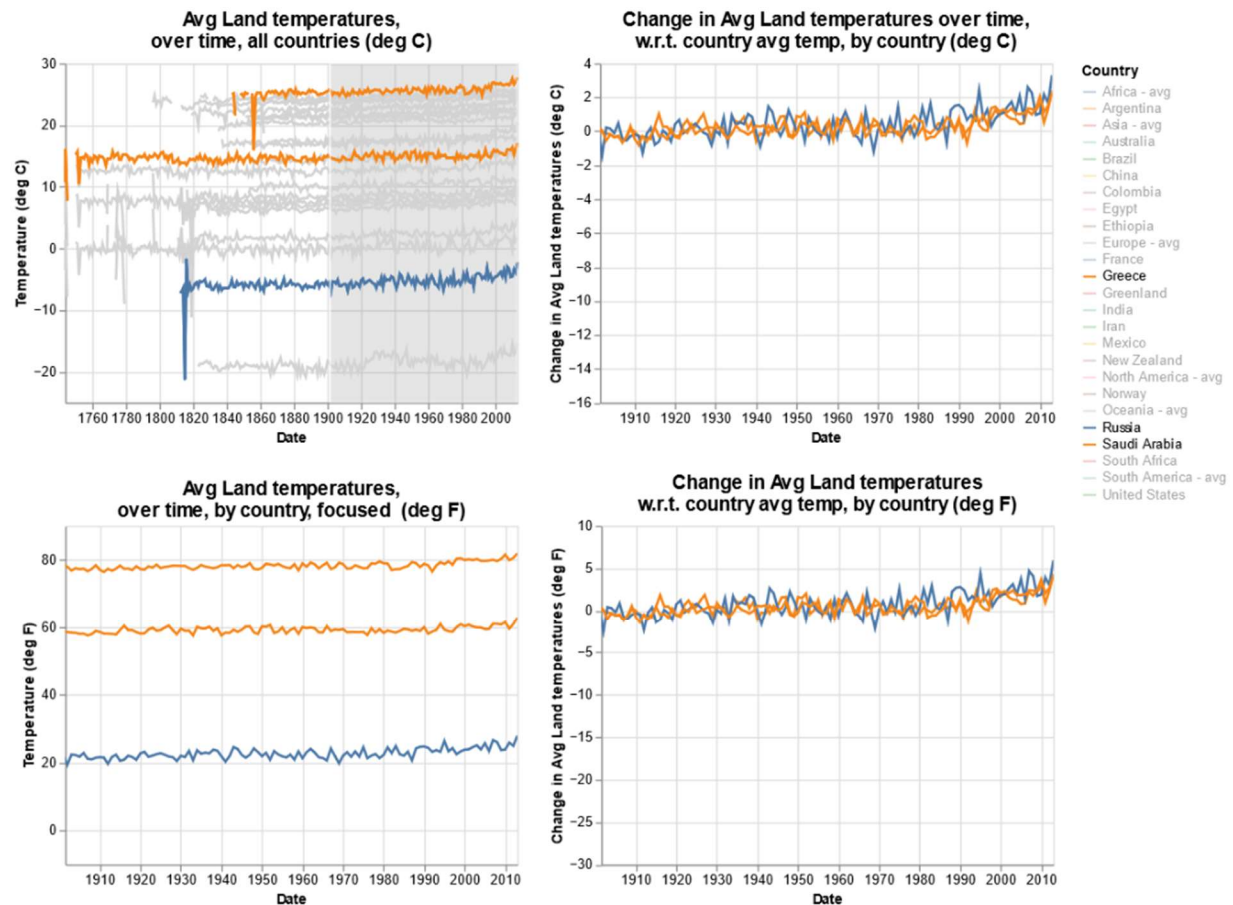 Avg Land temperatures,
over time, all countries (deg C)
30
20
10
0
−10
−20
Temperature (deg C)
1760 1780 1800 1820 1840 1860 1880 1900 1920 1940 1960 1980 2000
Date
Change in Avg Land temperatures over time,
w.r.t. country avg temp, by country (deg C)
4
2
0
−2
−4
−6
−8
−10
−12
−14
−16
Change in Avg Land temperatures (deg C)
1910 1920 1930 1940 1950 1960 1970 1980 1990 2000 2010
Date
Country
Africa - avg
Argentina
Asia - avg
Australia
Brazil
China
Colombia
Egypt
Ethiopia
Europe - avg
France
Greece
Greenland
India
Iran
Mexico
New Zealand
North America - avg
Norway
Oceania - avg
Russia
Saudi Arabia
South Africa
South America - avg
United States
Avg Land temperatures,
over time, by country, focused (deg F)
80
60
40
20
0
Temperature (deg F)
1910 1920 1930 1940 1950 1960 1970 1980 1990 2000 2010
Date
Change in Avg Land temperatures
w.r.t. country avg temp, by country (deg F)
10
5
0
−5
−10
−15
−20
−25
−30
Change in Avg Land temperatures (deg F)
1910 1920 1930 1940 1950 1960 1970 1980 1990 2000 2010
Date